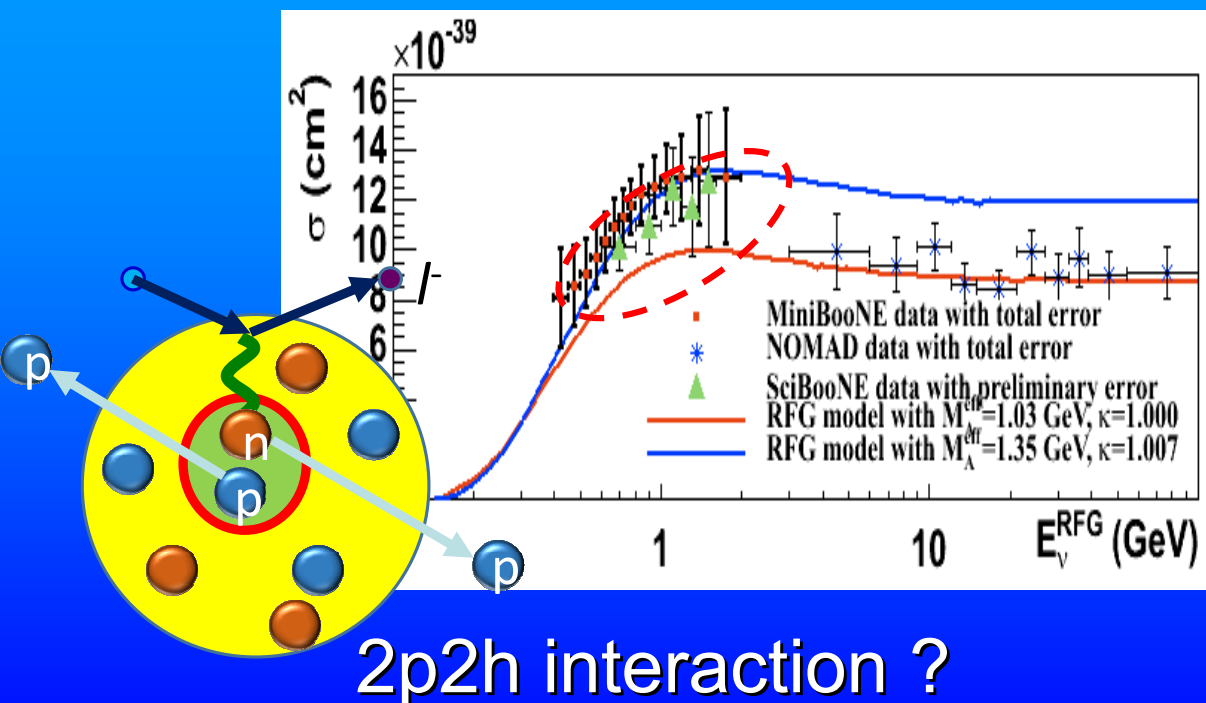 ×10⁻³⁹
σ (cm²)
16
14
12
10
8
6
1
10
E_ν^RFG (GeV)
MiniBooNE data with total error
NOMAD data with total error
SciBooNE data with preliminary error
RFG model with M_A^eff=1.03 GeV, κ=1.000
RFG model with M_A^eff=1.35 GeV, κ=1.007
l⁻
p
n
p
p
2p2h interaction ?